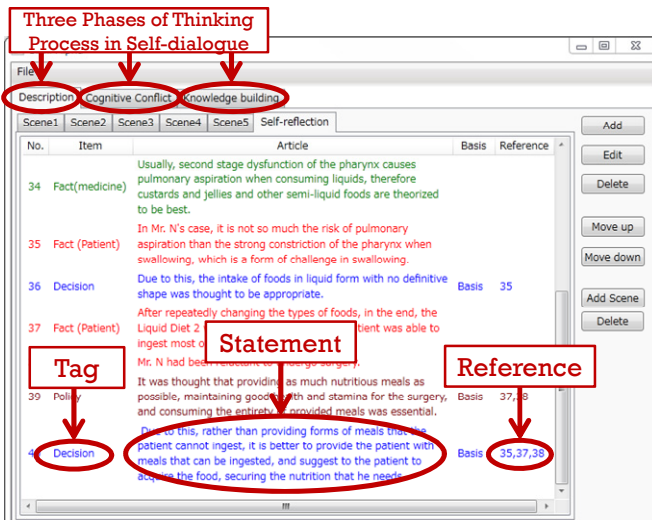 Three Phases of Thinking
Process in Self-dialogue
File
Description Cognitive Conflict Knowledge building
Scene1 Scene2 Scene3 Scene4 Scene5 Self-reflection
No. Item Article Basis Reference
Usually, second stage dysfunction of the pharynx causes
pulmonary aspiration when consuming liquids, therefore
34 Fact(medicine) custards and jellies and other semi-liquid foods are theorized
to be best.
In Mr. N's case, it is not so much the risk of pulmonary
35 Fact (Patient) aspiration than the strong constriction of the pharynx when
swallowing, which is a form of challenge in swallowing.
36 Decision Due to this, the intake of foods in liquid form with no definitive Basis 35
shape was thought to be appropriate.
After repeatedly changing the types of foods, in the end, the
37 Fact (Patient) Liquid Diet 2 tient was able to
ingest most o
Mr. N had been
It was thought that providing as much nutritious meals as
39 Policy possible, maintaining good health and stamina for the surgery, Basis 37,38
and consuming the entirety of provided meals was essential.
Due to this, rather than providing forms of meals that the
4 Decision patient cannot ingest, it is better to provide the patient with Basis 35,37,38
meals that can be ingested, and suggest to the patient to
acquire the food, securing the nutrition that he needs
Tag
Statement
Reference
Add
Edit
Delete
Move up
Move down
Add Scene
Delete